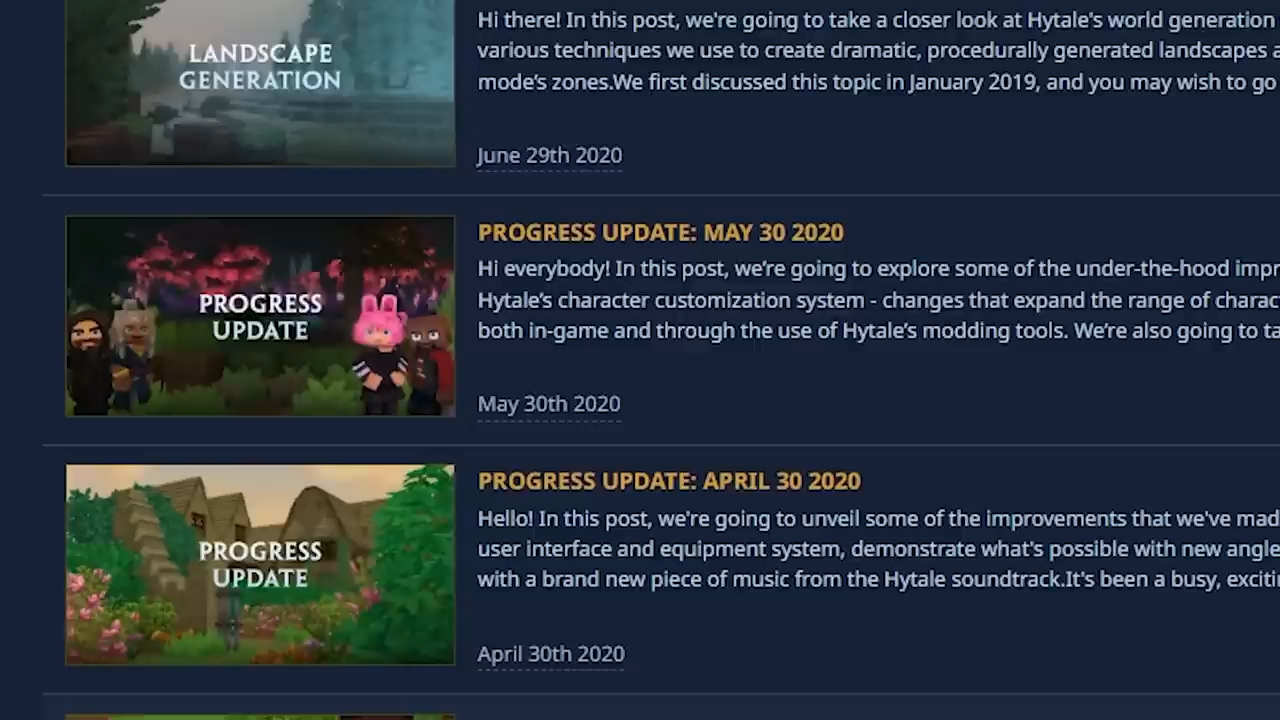 LANDSCAPE
GENERATION
Hi there! In this post, we're going to take a closer look at Hytale's world generation
various techniques we use to create dramatic, procedurally generated landscapes a
mode's zones.We first discussed this topic in January 2019, and you may wish to go
June 29th 2020
PROGRESS
UPDATE
PROGRESS UPDATE: MAY 30 2020
Hi everybody! In this post, we’re going to explore some of the under-the-hood impr
Hytale’s character customization system - changes that expand the range of charac
both in-game and through the use of Hytale’s modding tools. We’re also going to ta
May 30th 2020
PROGRESS
UPDATE
PROGRESS UPDATE: APRIL 30 2020
Hello! In this post, we're going to unveil some of the improvements that we've mad
user interface and equipment system, demonstrate what's possible with new angle
with a brand new piece of music from the Hytale soundtrack.It's been a busy, exciti
April 30th 2020